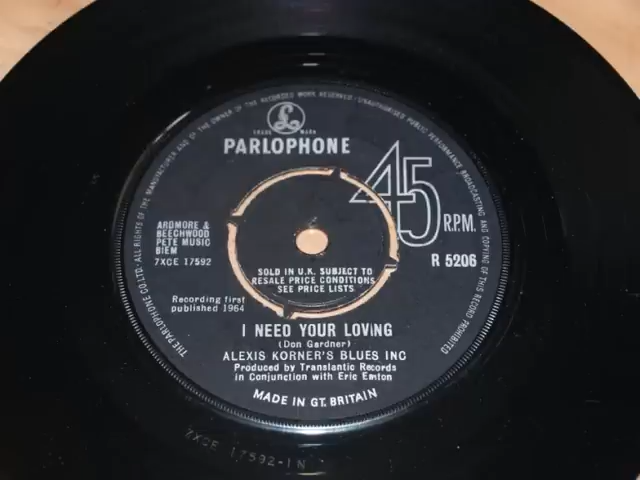 THE PARLOPHONE CO. LTD. · ALL RIGHTS OF THE MANUFACTURER AND OF THE OWNER OF THE RECORDED WORK RESERVED · UNAUTHORISED PUBLIC PERFORMANCE BROADCASTING AND COPYING OF THIS RECORD PROHIBITED
£
TRADE MARK
PARLOPHONE
45
R.P.M.
ARDMORE &
BEECHWOOD
PETE MUSIC
BIEM
7XCE 17592
R 5206
SOLD IN U.K. SUBJECT TO
RESALE PRICE CONDITIONS
SEE PRICE LISTS
Recording first
published 1964
I NEED YOUR LOVING
(Don Gardner)
ALEXIS KORNER'S BLUES INC
Produced by Translantic Records
in Conjunction with Eric Emton
MADE IN GT. BRITAIN
7XCE 17592-1N